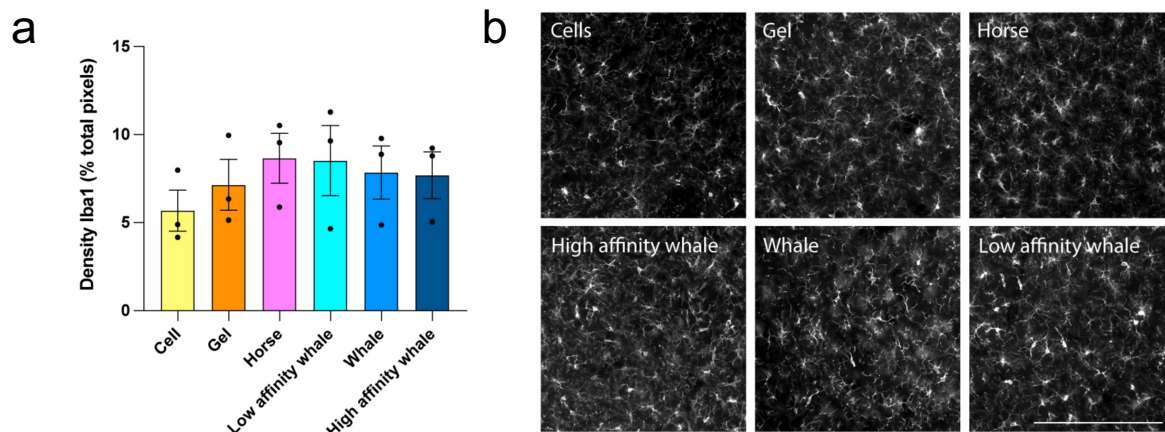 a
b
Density Iba1 (% total pixels)
15
10
5
0
Cell
Gel
Horse
Low affinity whale
Whale
High affinity whale
Cells
Gel
Horse
High affinity whale
Whale
Low affinity whale